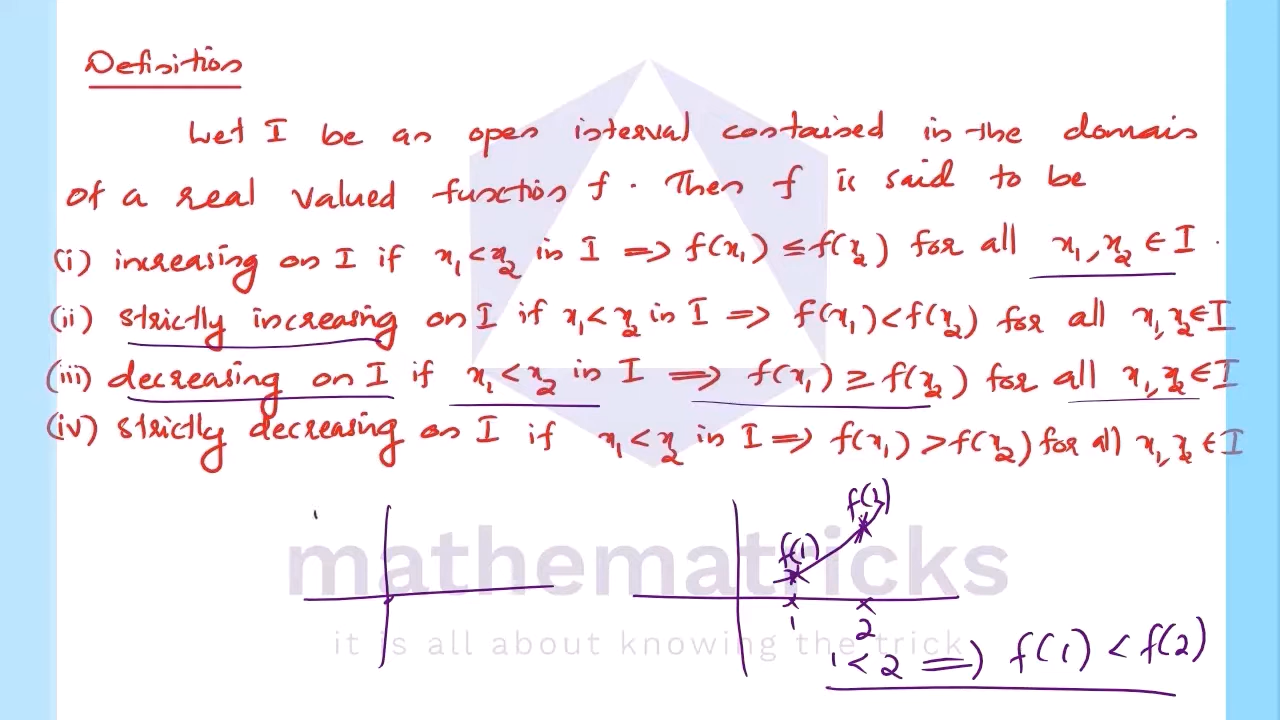 Definition
Let I be an open interval contained in the domain
of a real valued function f. Then f is said to be
(i) increasing on I if x₁ < x₂ in I ⇒ f(x₁) ≤ f(x₂) for all x₁, x₂ ∈ I.
(ii) strictly increasing on I if x₁ < x₂ in I ⇒ f(x₁) < f(x₂) for all x₁, x₂ ∈ I
(iii) decreasing on I if x₁ < x₂ in I ⇒ f(x₁) ≥ f(x₂) for all x₁, x₂ ∈ I
(iv) strictly decreasing on I if x₁ < x₂ in I ⇒ f(x₁) > f(x₂) for all x₁, x₂ ∈ I
f(2)
f(1)
mathematricks
1
2
it is all about knowing the trick
1 < 2 ⇒ f(1) < f(2)